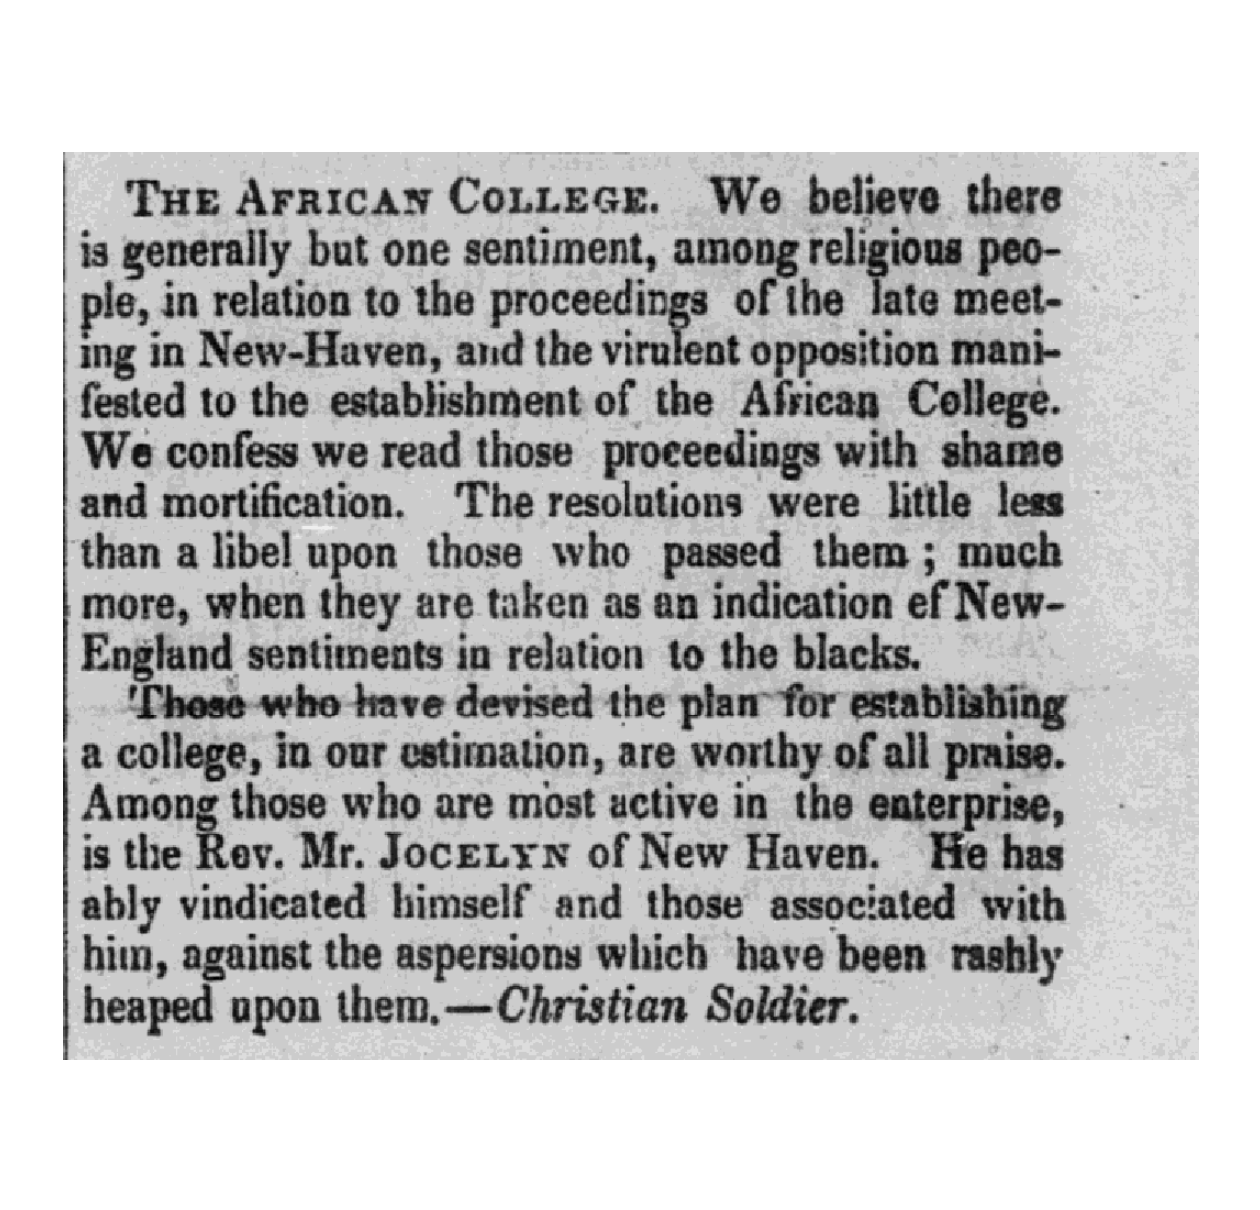 THE AFRICAN COLLEGE. We believe there
is generally but one sentiment, among religious peo-
ple, in relation to the proceedings of the late meet-
ing in New-Haven, and the virulent opposition mani-
fested to the establishment of the African College.
We confess we read those proceedings with shame
and mortification. The resolutions were little less
than a libel upon those who passed them ; much
more, when they are taken as an indication ef New-
England sentiments in relation to the blacks.
Those who have devised the plan for establishing
a college, in our estimation, are worthy of all praise.
Among those who are most active in the enterprise,
is the Rev. Mr. JOCELYN of New Haven. He has
ably vindicated himself and those associated with
him, against the aspersions which have been rashly
heaped upon them.—Christian Soldier.